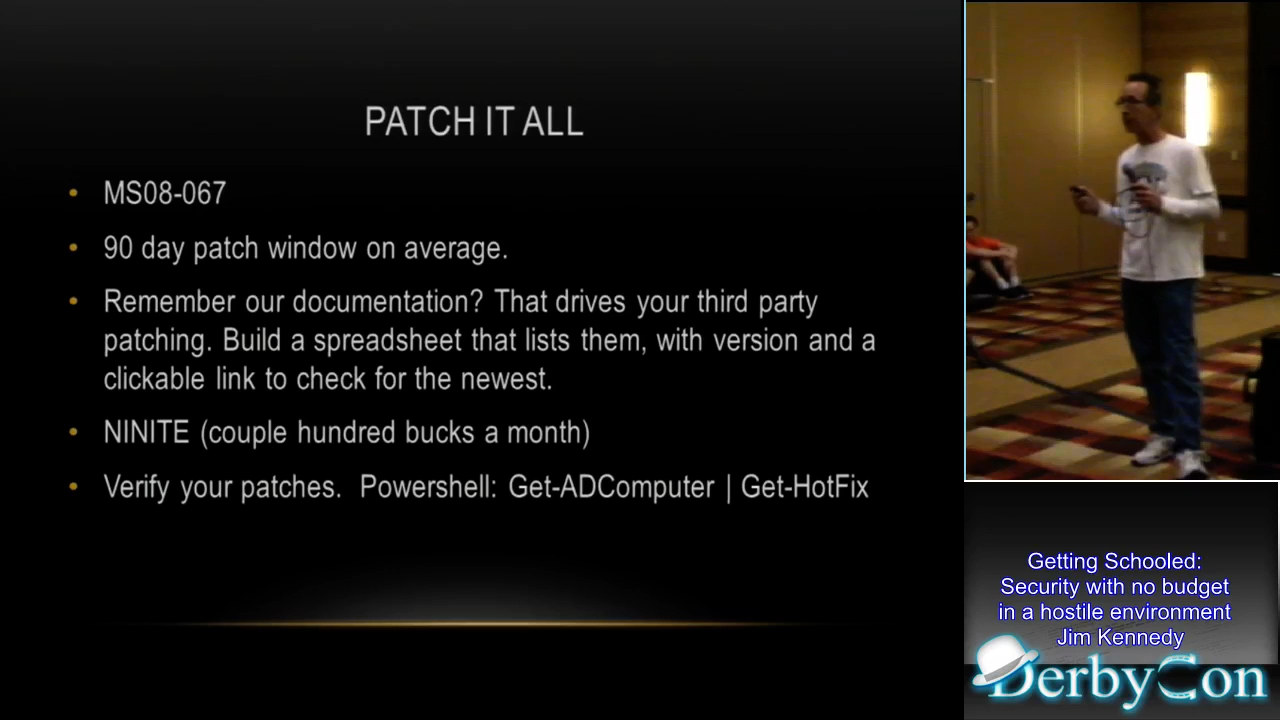 PATCH IT ALL
• MS08-067
• 90 day patch window on average.
• Remember our documentation? That drives your third party
patching. Build a spreadsheet that lists them, with version and a
clickable link to check for the newest.
• NINITE (couple hundred bucks a month)
• Verify your patches. Powershell: Get-ADComputer | Get-HotFix
Getting Schooled:
Security with no budget
in a hostile environment
Jim Kennedy
DerbyCon